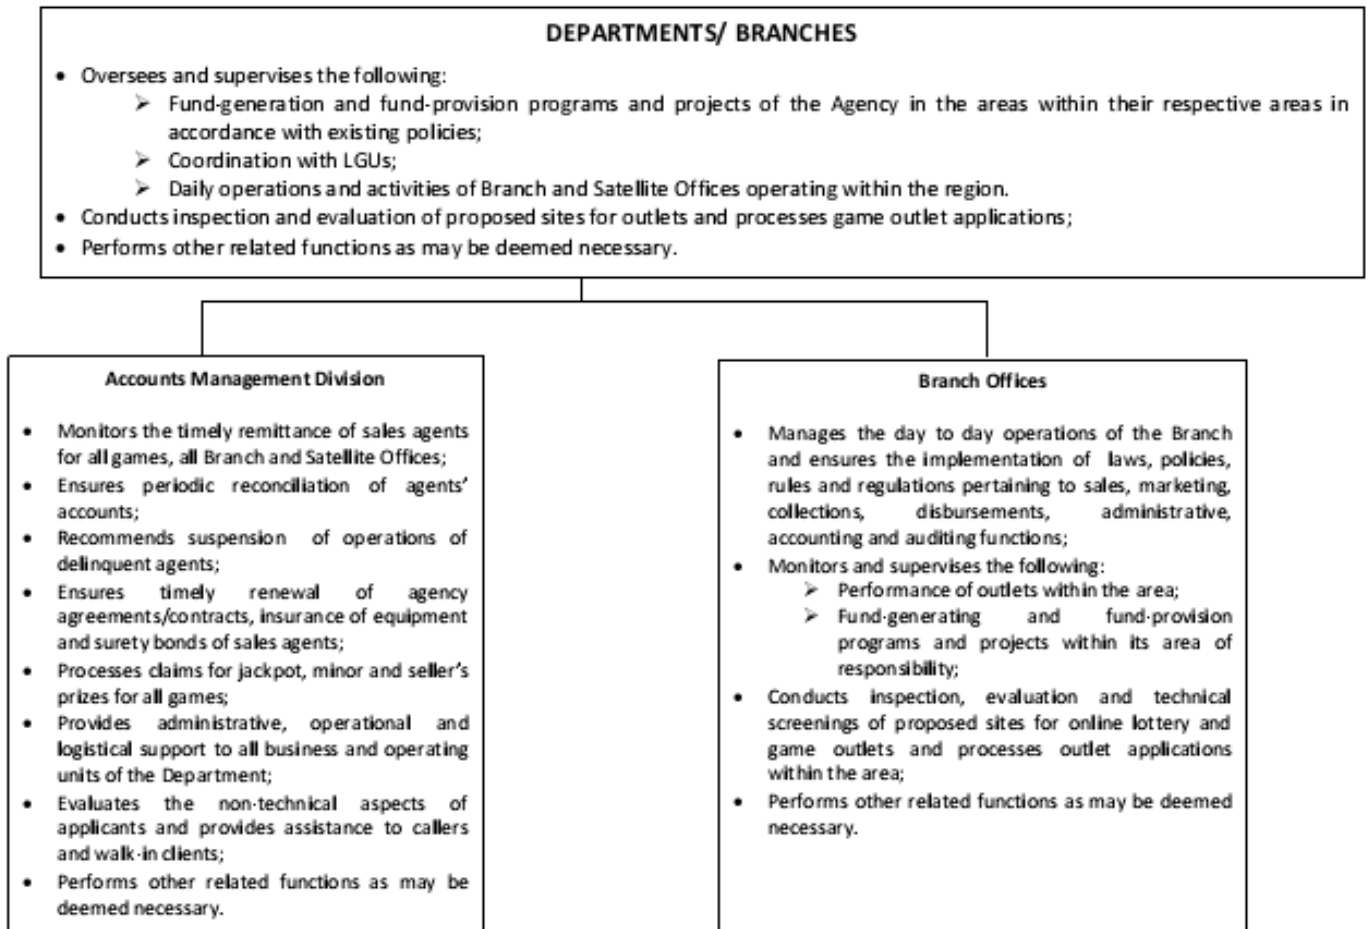 DEPARTMENTS/ BRANCHES
• Oversees and supervises the following:
➢ Fund-generation and fund-provision programs and projects of the Agency in the areas within their respective areas in
accordance with existing policies;
➢ Coordination with LGUs;
➢ Daily operations and activities of Branch and Satellite Offices operating within the region.
• Conducts inspection and evaluation of proposed sites for outlets and processes game outlet applications;
• Performs other related functions as may be deemed necessary.
Accounts Management Division
• Monitors the timely remittance of sales agents
for all games, all Branch and Satellite Offices;
• Ensures periodic reconciliation of agents'
accounts;
• Recommends suspension of operations of
delinquent agents;
• Ensures timely renewal of agency
agreements/contracts, insurance of equipment
and surety bonds of sales agents;
• Processes claims for jackpot, minor and seller's
prizes for all games;
• Provides administrative, operational and
logistical support to all business and operating
units of the Department;
• Evaluates the non-technical aspects of
applicants and provides assistance to callers
and walk-in clients;
• Performs other related functions as may be
deemed necessary.
Branch Offices
• Manages the day to day operations of the Branch
and ensures the implementation of laws, policies,
rules and regulations pertaining to sales, marketing,
collections, disbursements, administrative,
accounting and auditing functions;
• Monitors and supervises the following:
➢ Performance of outlets within the area;
➢ Fund-generating and fund-provision
programs and projects within its area of
responsibility;
• Conducts inspection, evaluation and technical
screenings of proposed sites for online lottery and
game outlets and processes outlet applications
within the area;
• Performs other related functions as may be deemed
necessary.